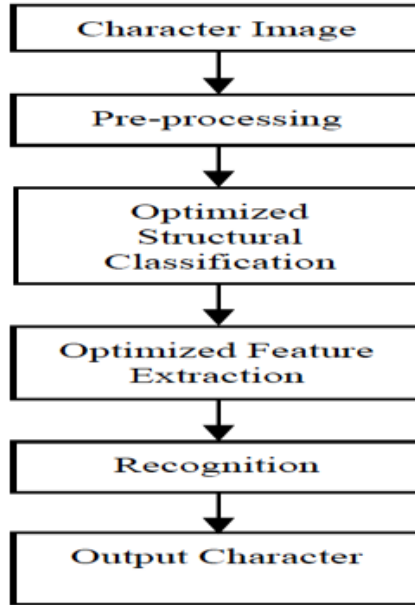 Character Image
Pre-processing
Optimized
Structural
Classification
Optimized Feature
Extraction
Recognition
Output Character